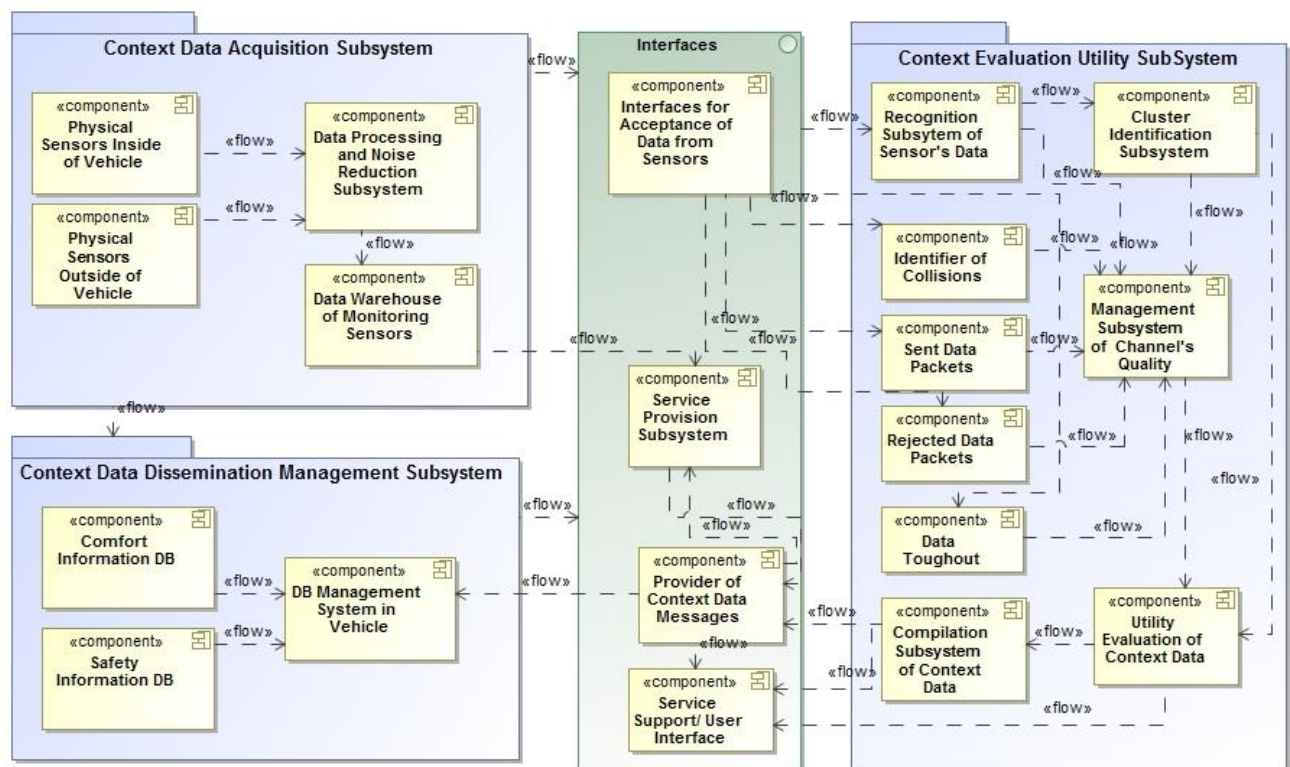 Context Data Acquisition Subsystem
«component»
Physical
Sensors Inside
of Vehicle
«flow»
«component»
Data Processing
and Noise
Reduction
Subsystem
«component»
Physical
Sensors
Outside of
Vehicle
«flow»
«flow»
«component»
Data Warehouse
of Monitoring
Sensors
«flow»
«flow»
«flow»
Context Data Dissemination Management Subsystem
«component»
Comfort
Information DB
«flow»
«component»
DB Management
System in
Vehicle
«component»
Safety
Information DB
«flow»
«flow»
«flow»
Interfaces
«component»
Interfaces for
Acceptance of
Data from
Sensors
«flow»
«flow»
«flow»
«flow»
«flow»
«component»
Service
Provision
Subsystem
«flow»
«flow»
«component»
Provider of
Context Data
Messages
«flow»
«flow»
«component»
Service
Support/ User
Interface
«flow»
«flow»
Context Evaluation Utility SubSystem
«component»
Recognition
Subsytem of
Sensor's Data
«flow»
«component»
Cluster
Identification
Subsystem
«component»
Identifier of
Collisions
«flow»
«flow»
«flow»
«component»
Management
Subsystem
of Channel's
Quality
«component»
Sent Data
Packets
«flow»
«component»
Rejected Data
Packets
«flow»
«flow»
«flow»
«component»
Data
Toughout
«flow»
«component»
Compilation
Subsystem
of Context
Data
«flow»
«component»
Utility
Evaluation of
Context Data